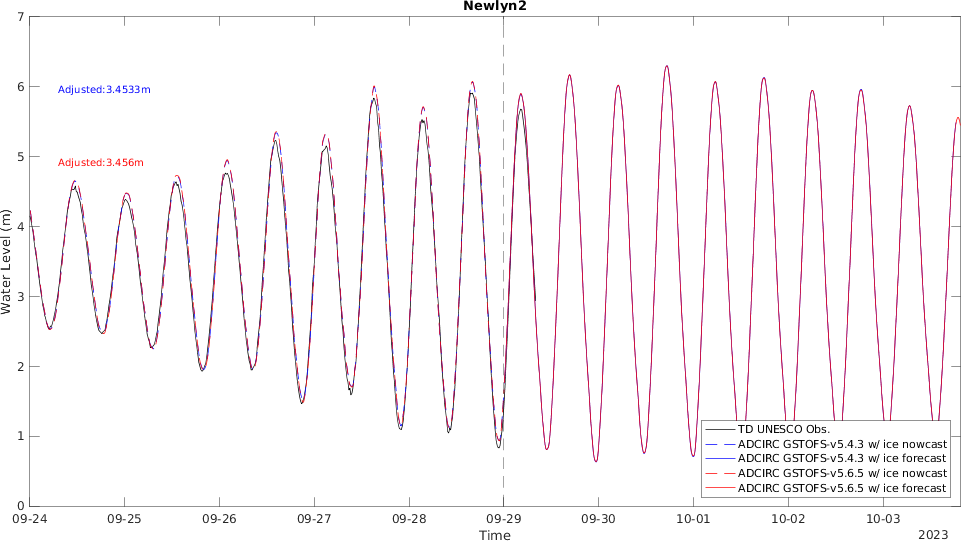 Newlyn2
7
6
5
4
3
2
1
0
Water Level (m)
Adjusted:3.4533m
Adjusted:3.456m
TD UNESCO Obs.
ADCIRC GSTOFS-v5.4.3 w/ ice nowcast
ADCIRC GSTOFS-v5.4.3 w/ ice forecast
ADCIRC GSTOFS-v5.6.5 w/ ice nowcast
ADCIRC GSTOFS-v5.6.5 w/ ice forecast
09-24 09-25 09-26 09-27 09-28 09-29 09-30 10-01 10-02 10-03
Time
2023